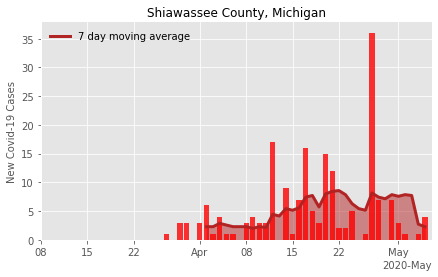 Shiawassee County, Michigan
7 day moving average
New Covid-19 Cases
35
30
25
20
15
10
5
0
08 15 22 Apr 08 15 22 May
2020-May